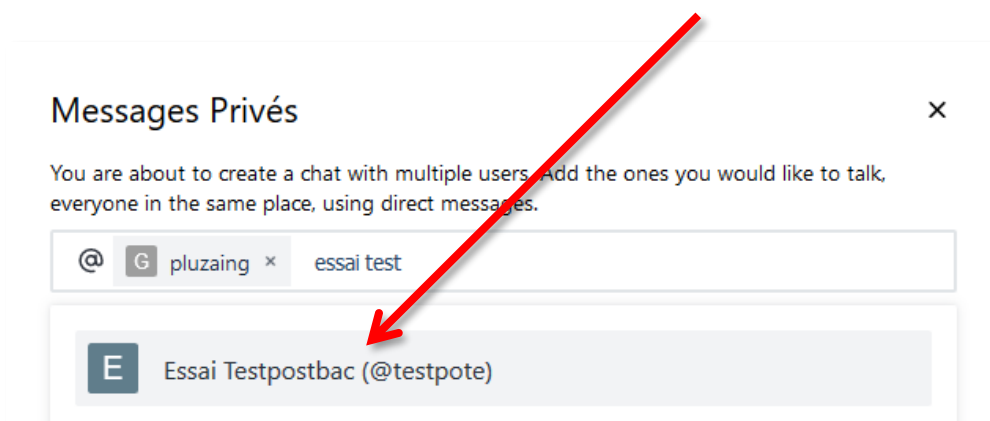 Messages Privés ×
You are about to create a chat with multiple users. Add the ones you would like to talk,
everyone in the same place, using direct messages.
@ G pluzaing × essai test
E Essai Testpostbac (@testpote)